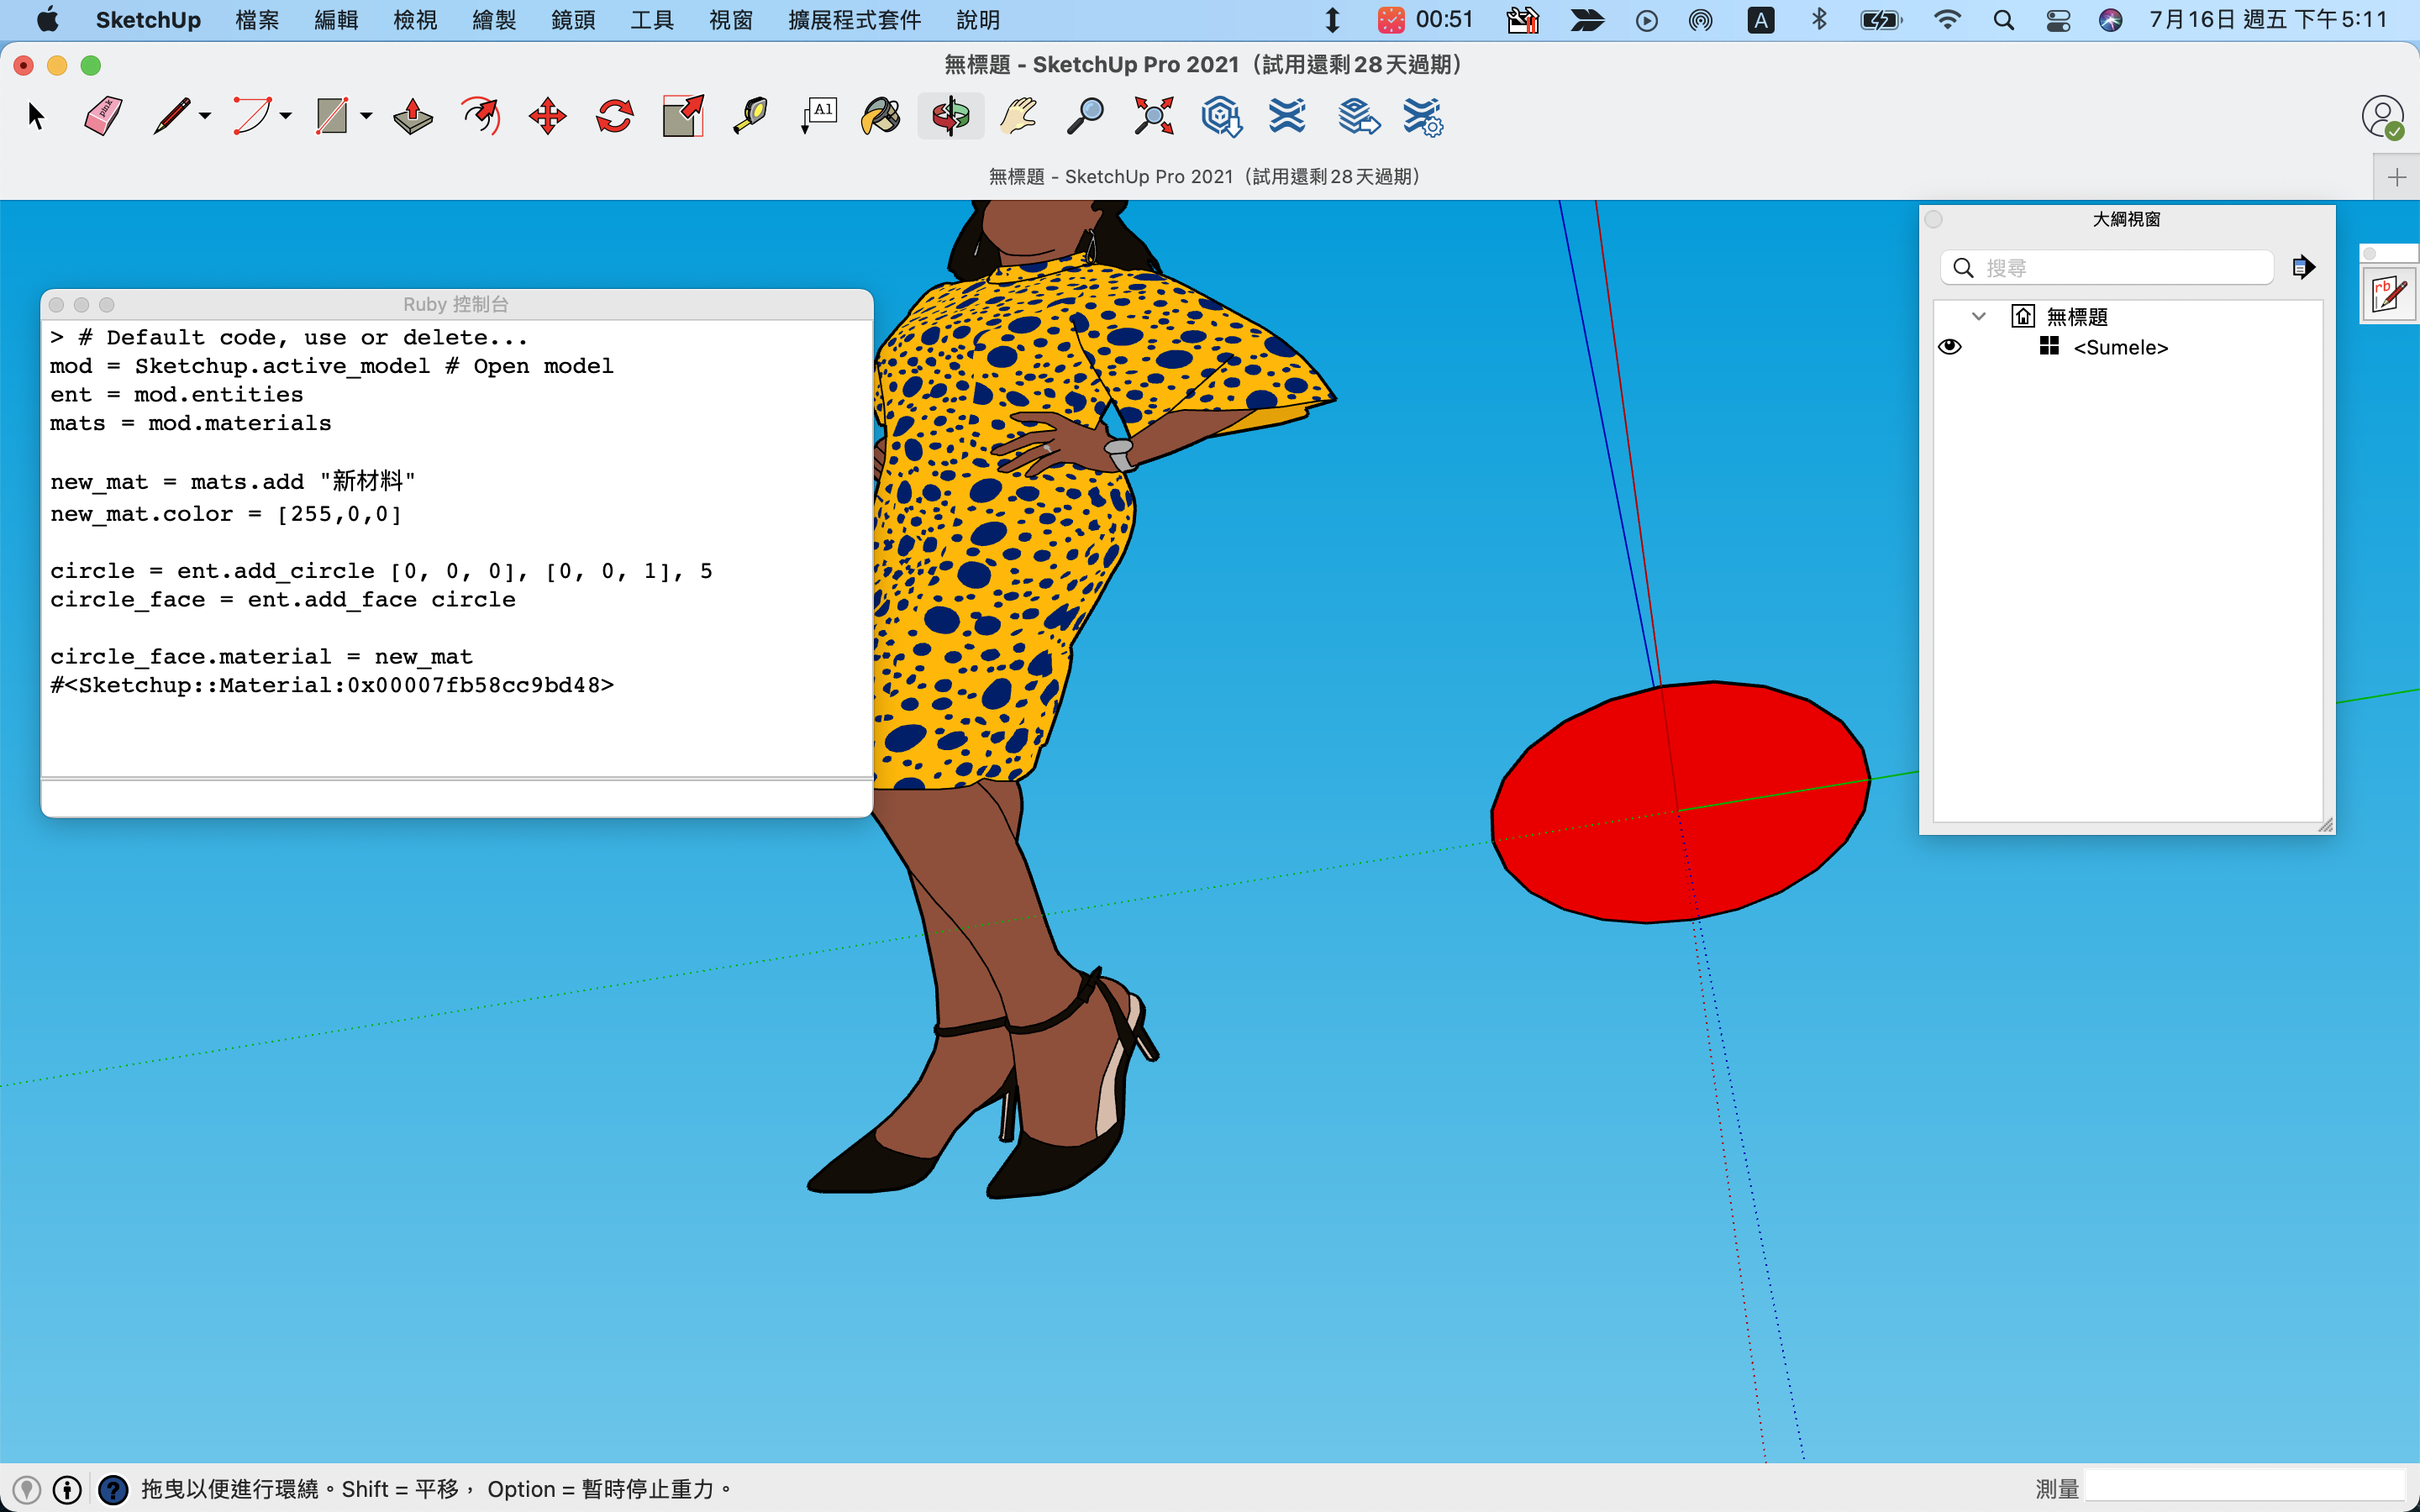 SketchUp 檔案 編輯 檢視 繪製 鏡頭 工具 視窗 擴展程式套件 說明 00:51 A 7月16日 週五 下午5:11
無標題 - SketchUp Pro 2021（試用還剩28天過期）
pink A1
無標題 - SketchUp Pro 2021（試用還剩28天過期）
大綱視窗
搜尋
rb
無標題
<Sumele>
Ruby 控制台
> # Default code, use or delete...
mod = Sketchup.active_model # Open model
ent = mod.entities
mats = mod.materials
new_mat = mats.add "新材料"
new_mat.color = [255,0,0]
circle = ent.add_circle [0, 0, 0], [0, 0, 1], 5
circle_face = ent.add_face circle
circle_face.material = new_mat
#<Sketchup::Material:0x00007fb58cc9bd48>
拖曳以便進行環繞。Shift = 平移， Option = 暫時停止重力。
測量